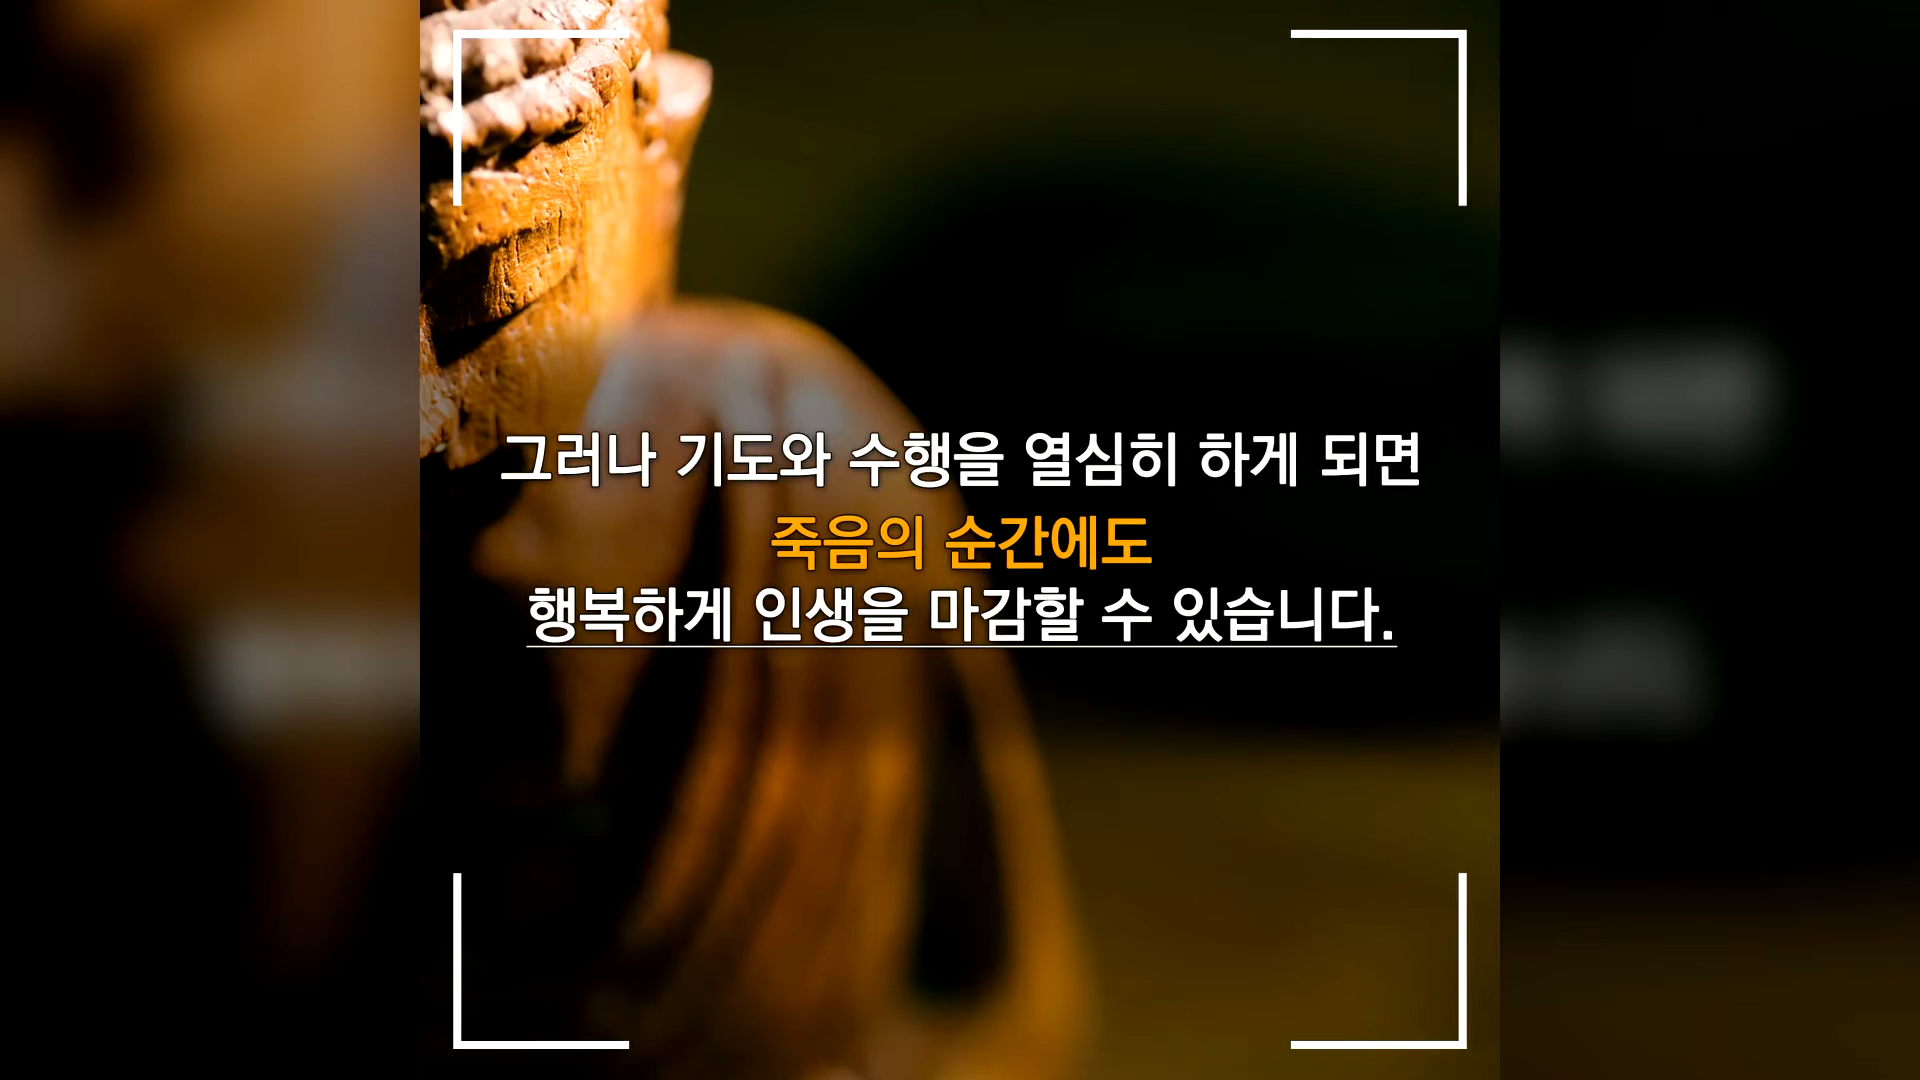 그러나 기도와 수행을 열심히 하게 되면
죽음의 순간에도
행복하게 인생을 마감할 수 있습니다.